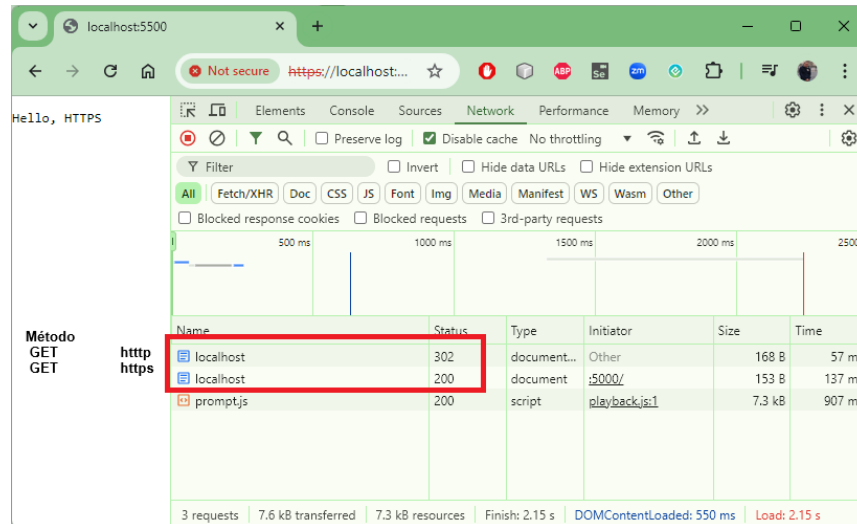 localhost:5500
Not secure https://localhost:... ABP Se zm
Hello, HTTPS
Elements Console Sources Network Performance Memory
Preserve log Disable cache No throttling
Filter Invert Hide data URLs Hide extension URLs
All Fetch/XHR Doc CSS JS Font Img Media Manifest WS Wasm Other
Blocked response cookies Blocked requests 3rd-party requests
500 ms 1000 ms 1500 ms 2000 ms 2500
Name Status Type Initiator Size Time
Método
GET htttp
GET https
localhost 302 document... Other 168 B 57 m
localhost 200 document :5000/ 153 B 137 m
prompt.js 200 script playback.js:1 7.3 kB 907 m
3 requests 7.6 kB transferred 7.3 kB resources Finish: 2.15 s DOMContentLoaded: 550 ms Load: 2.15 s